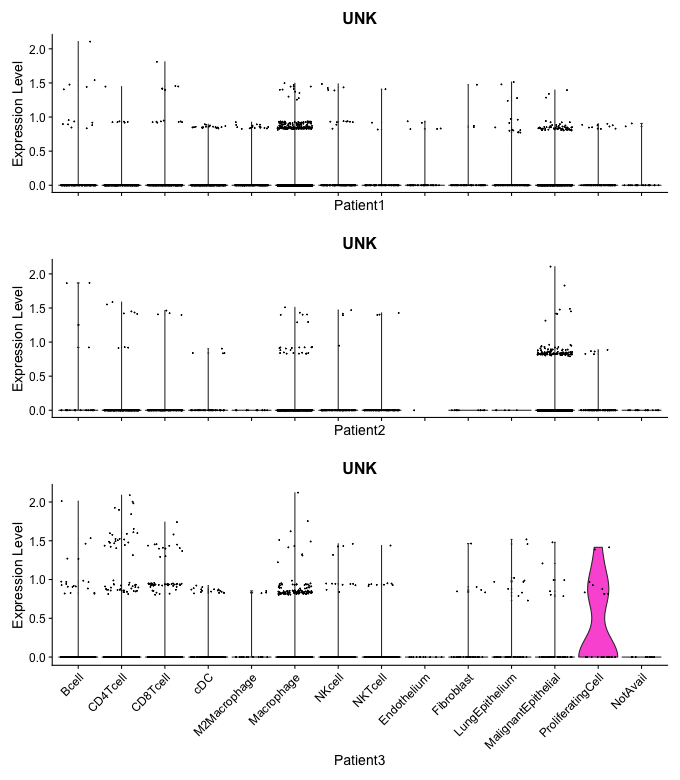 UNK
Expression Level
2.0
1.5
1.0
0.5
0.0
Patient1
UNK
Expression Level
2.0
1.5
1.0
0.5
0.0
Patient2
UNK
Expression Level
2.0
1.5
1.0
0.5
0.0
Bcell
CD4Tcell
CD8Tcell
cDC
M2Macrophage
Macrophage
NKcell
NKTcell
Endothelium
Fibroblast
LungEpithelium
MalignantEpithelial
ProliferatingCell
NotAvail
Patient3